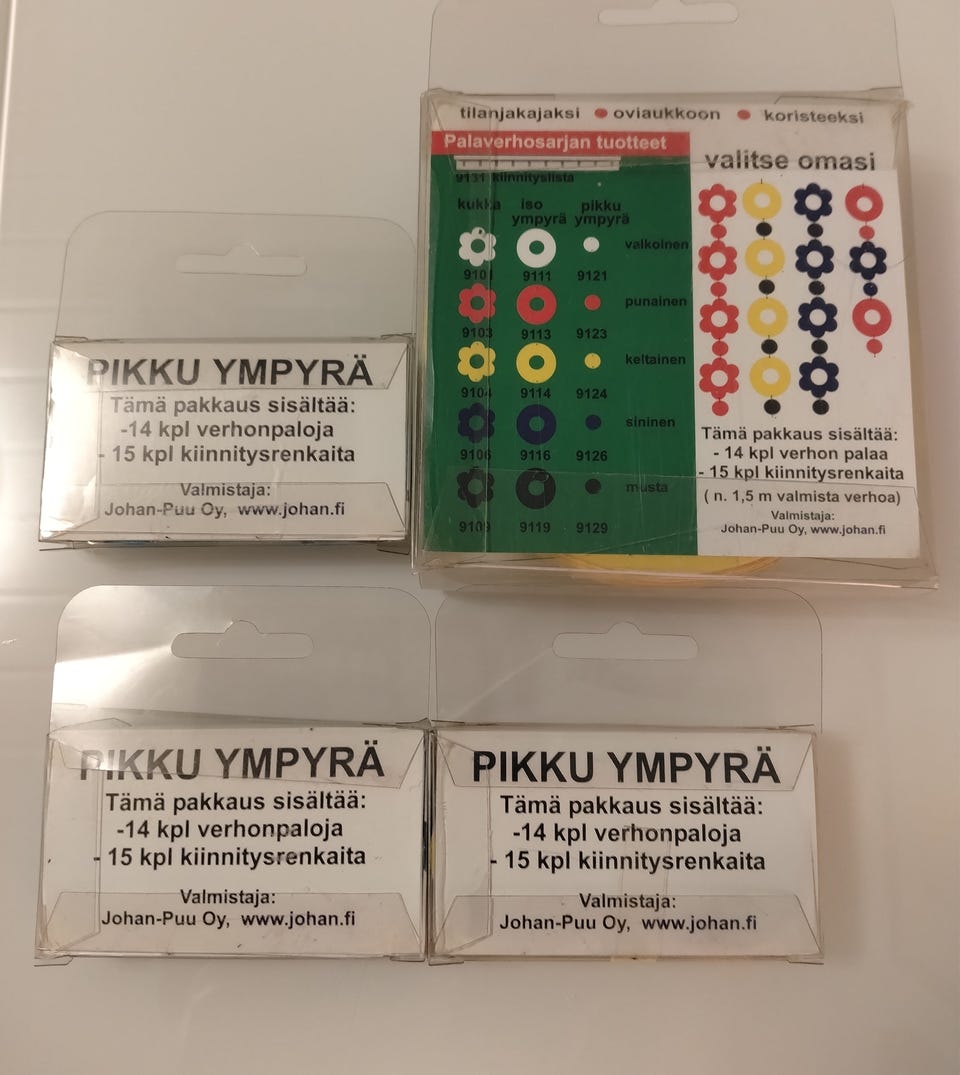 tilanjakajaksi ● oviaukkoon ● koristeeksi
Palaverhosarjan tuotteet
9131 kiinnityslista
kukka iso ympyrä pikku ympyrä
valkoinen
9101 9111 9121
punainen
9103 9113 9123
keltainen
9104 9114 9124
sininen
9106 9116 9126
musta
9109 9119 9129
valitse omasi
Tämä pakkaus sisältää:
- 14 kpl verhon palaa
- 15 kpl kiinnitysrenkaita
( n. 1,5 m valmista verhoa)
Valmistaja:
Johan-Puu Oy, www.johan.fi
PIKKU YMPYRÄ
Tämä pakkaus sisältää:
-14 kpl verhonpaloja
- 15 kpl kiinnitysrenkaita
Valmistaja:
Johan-Puu Oy, www.johan.fi
PIKKU YMPYRÄ
Tämä pakkaus sisältää:
-14 kpl verhonpaloja
- 15 kpl kiinnitysrenkaita
Valmistaja:
Johan-Puu Oy, www.johan.fi
PIKKU YMPYRÄ
Tämä pakkaus sisältää:
-14 kpl verhonpaloja
- 15 kpl kiinnitysrenkaita
Valmistaja:
Johan-Puu Oy, www.johan.fi